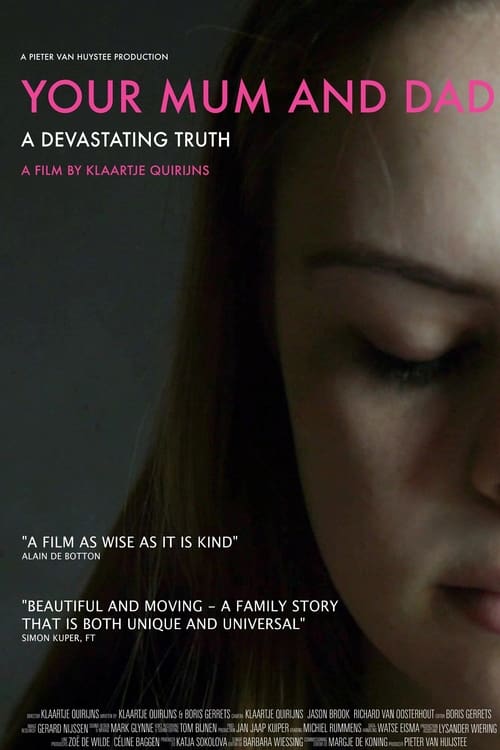 A PIETER VAN HUYSTEE PRODUCTION
YOUR MUM AND DAD
A DEVASTATING TRUTH
A FILM BY KLAARTJE QUIRIJNS
"A FILM AS WISE AS IT IS KIND"
ALAIN DE BOTTON
"BEAUTIFUL AND MOVING – A FAMILY STORY
THAT IS BOTH UNIQUE AND UNIVERSAL"
SIMON KUPER, FT
KLAARTJE QUIRIJNS KLAARTJE QUIRIJNS & BORIS GERRETS KLAARTJE QUIRIJNS JASON BROOK RICHARD VAN OOSTERHOUT BORIS GERRETS
GERARD NIJSSEN MARK GLYNNE TOM BIJNEN JAN JAAP KUIPER MICHIEL RUMMENS WATSE EISMA LYSANDER WIERING
ZOË DE WILDE CÉLINE BAGGEN KATJA SOKOLOVA BARBARA WIESSING MARGJE DE KONING PIETER VAN HUIJSTEE